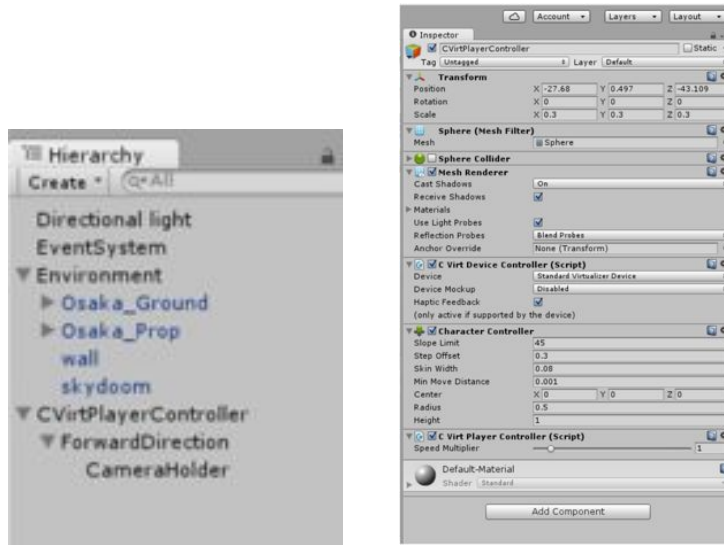 Hierarchy
Create Q▾All
Directional light
EventSystem
Environment
Osaka_Ground
Osaka_Prop
wall
skydoom
CVirtPlayerController
ForwardDirection
CameraHolder
Account Layers Layout
Inspector
CVirtPlayerController Static
Tag Untagged Layer Default
Transform
Position X -27.68 Y 0.497 Z -43.109
Rotation X 0 Y 0 Z 0
Scale X 0.3 Y 0.3 Z 0.3
Sphere (Mesh Filter)
Mesh Sphere
Sphere Collider
Mesh Renderer
Cast Shadows On
Receive Shadows
Materials
Use Light Probes
Reflection Probes Blend Probes
Anchor Override None (Transform)
C Virt Device Controller (Script)
Device Standard Virtualizer Device
Device Mockup Disabled
Haptic Feedback
(only active if supported by the device)
Character Controller
Slope Limit 45
Step Offset 0.3
Skin Width 0.08
Min Move Distance 0.001
Center X 0 Y 0 Z 0
Radius 0.5
Height 1
C Virt Player Controller (Script)
Speed Multiplier 1
Default-Material
Shader Standard
Add Component